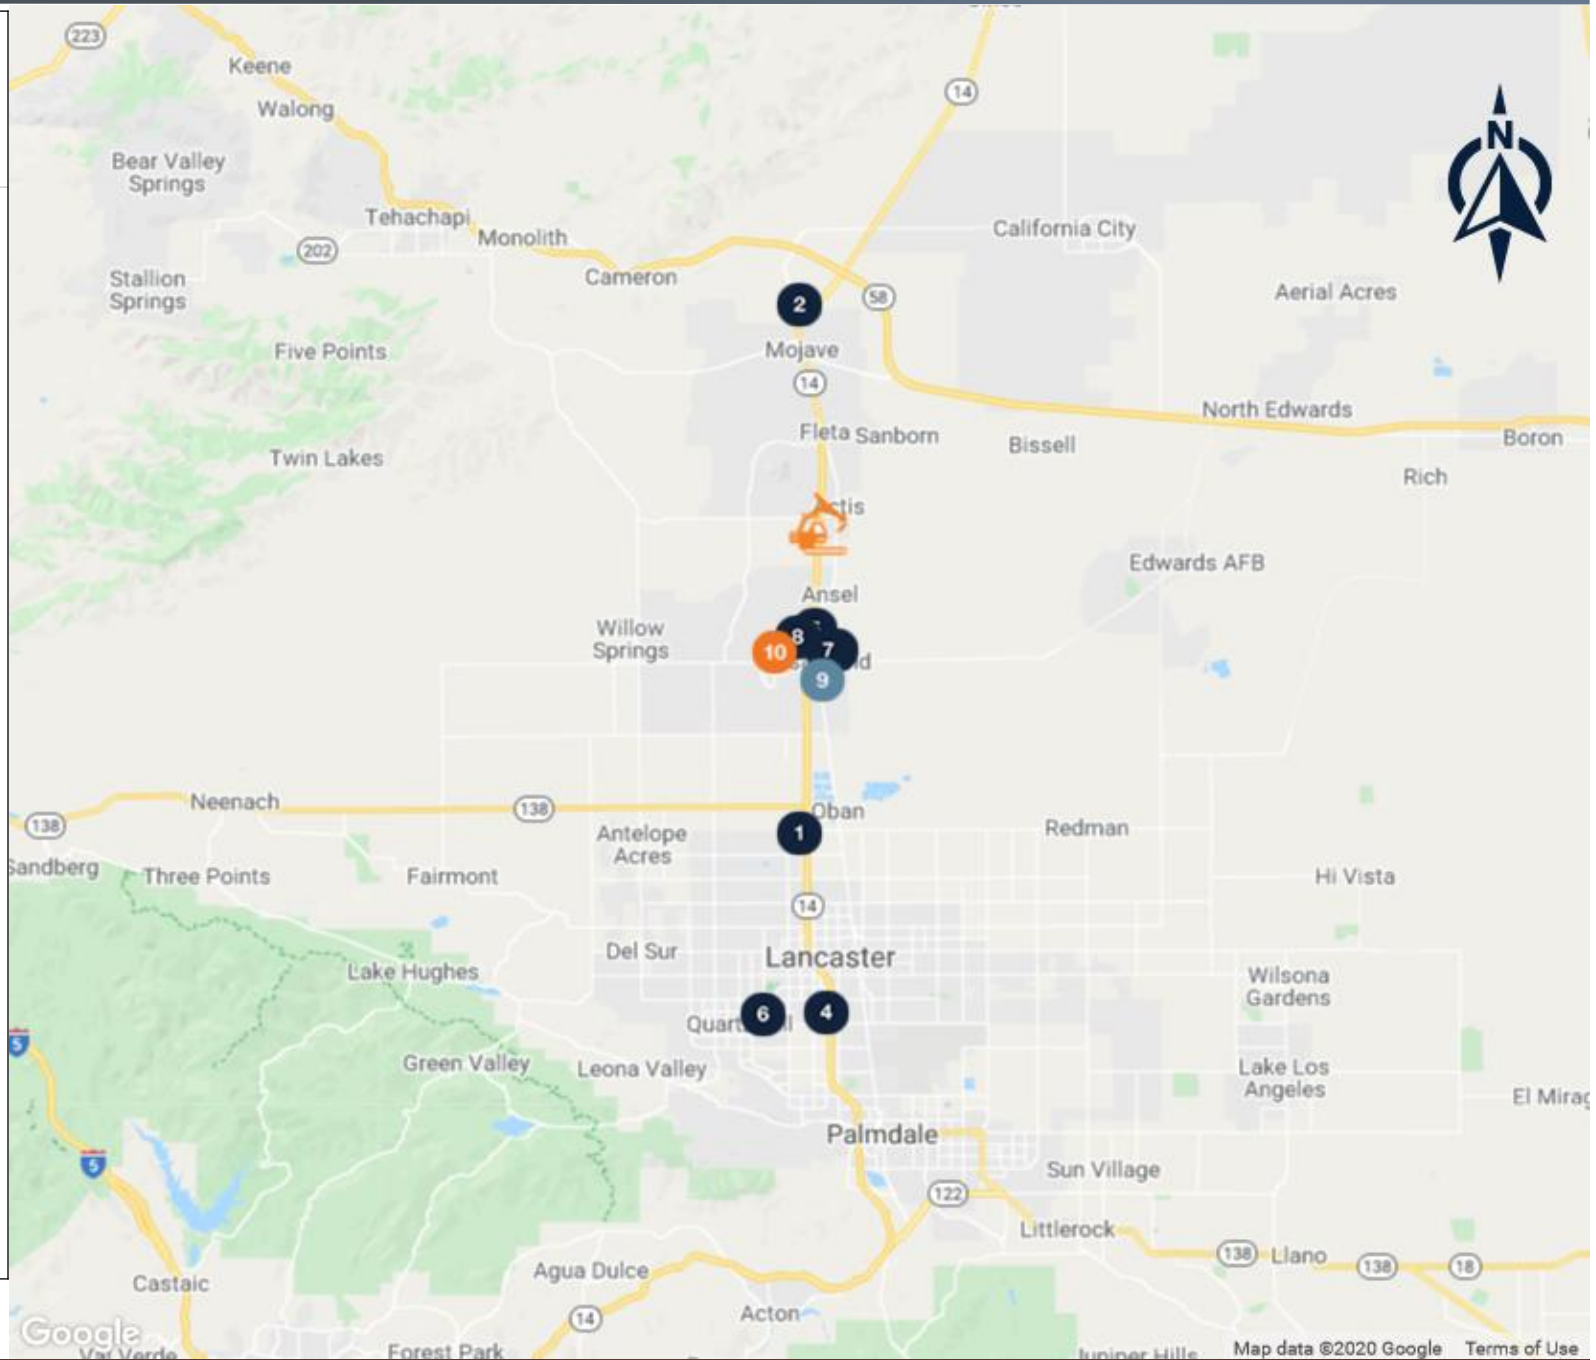 223
Keene
Walong
14
N
Bear Valley
Springs
Tehachapi
Monolith
California City
202
Cameron
Stallion
Springs
2
58
Aerial Acres
Five Points
Mojave
14
North Edwards
Fleta
Sanborn
Bissell
Boron
Twin Lakes
Rich
Edwards AFB
Ansel
Willow
Springs
8
7
10
9
Neenach
138
138
Oban
1
Redman
Antelope
Acres
Sandberg
Three Points
Fairmont
Hi Vista
14
Del Sur
Lancaster
Lake Hughes
Wilsona
Gardens
6
4
5
Green Valley
Leona Valley
Lake Los
Angeles
El Mirag
Palmdale
5
Sun Village
122
Littlerock
138
Llano
138
18
Agua Dulce
Castaic
14
Acton
Google
Val Verde
Forest Park
Juniper Hills
Map data ©2020 Google
Terms of Use